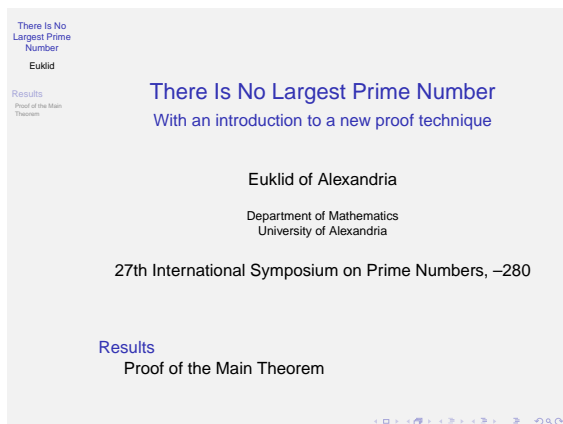 There Is No
Largest Prime
Number
Euklid
Results
Proof of the Main
Theorem
There Is No Largest Prime Number
With an introduction to a new proof technique
Euklid of Alexandria
Department of Mathematics
University of Alexandria
27th International Symposium on Prime Numbers, –280
Results
Proof of the Main Theorem